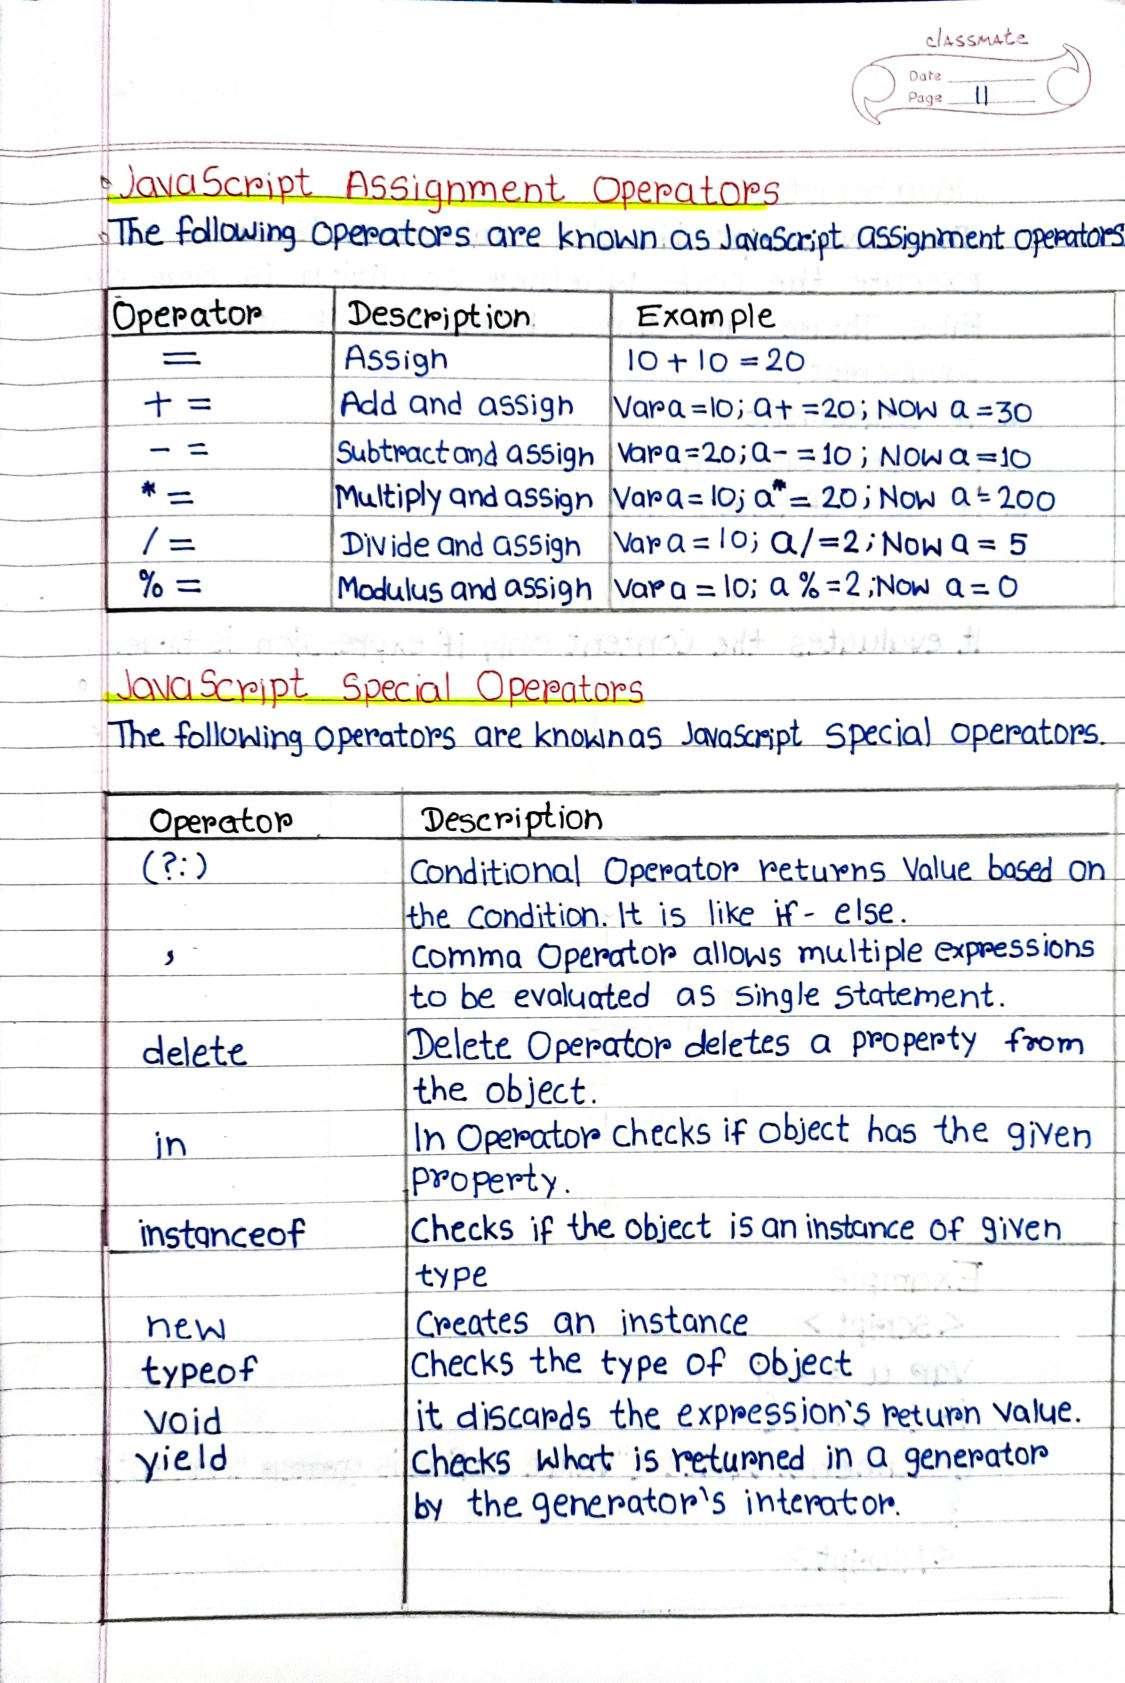 classmate
Date
Page 11
JavaScript Assignment Operators
The following operators are known as JavaScript assignment operators
Operator Description Example
= Assign 10 + 10 = 20
+ = Add and assign Var a=10; a+ =20; Now a =30
- = Subtract and assign Var a=20; a- =10; Now a=10
* = Multiply and assign Var a=10; a*= 20; Now a=200
/ = Divide and assign Var a=10; a/=2; Now a = 5
% = Modulus and assign Var a =10; a %=2; Now a=0
JavaScript Special Operators
The following operators are known as JavaScript special operators.
Operator Description
(?:) Conditional Operator returns value based on
the condition. It is like if- else.
, Comma Operator allows multiple expressions
to be evaluated as single statement.
delete Delete Operator deletes a property from
the object.
in In Operator checks if object has the given
property.
instanceof Checks if the object is an instance of given
type
new Creates an instance
typeof Checks the type of object
void it discards the expression's return value.
yield Checks what is returned in a generator
by the generator's interator.